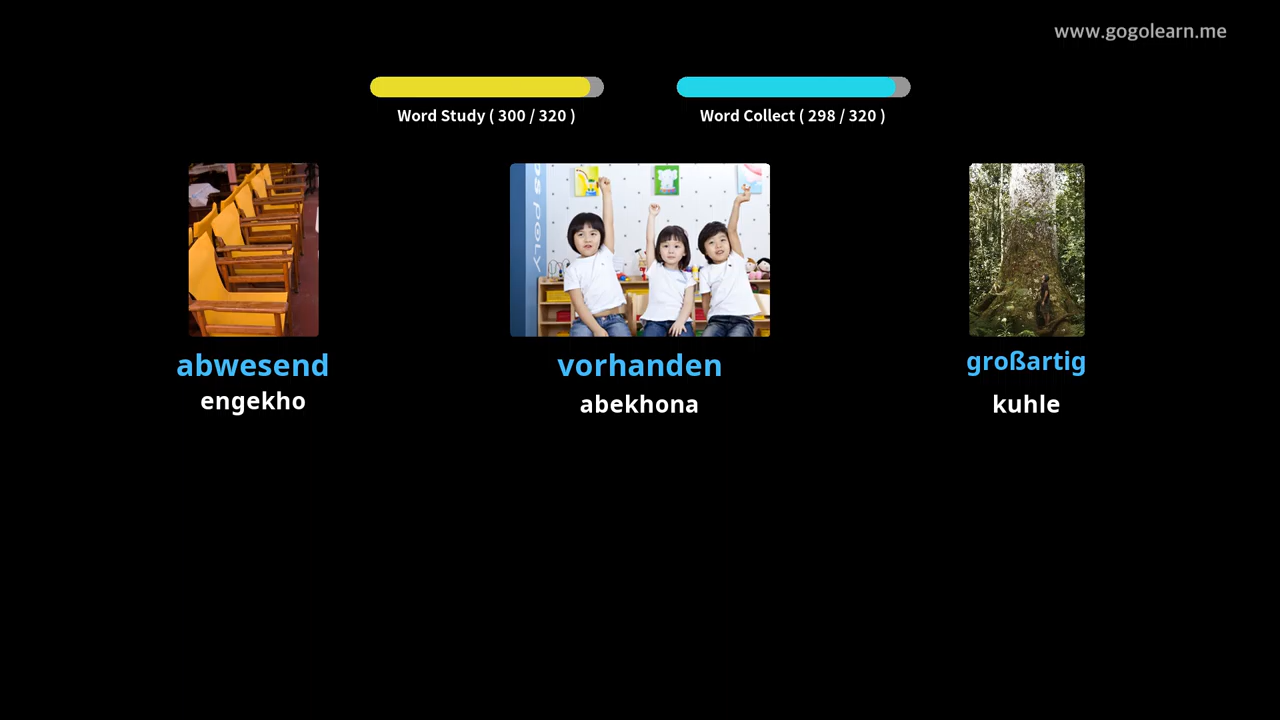 www.gogolearn.me
Word Study ( 300 / 320 )
Word Collect ( 298 / 320 )
abwesend
vorhanden
großartig
engekho
abekhona
kuhle